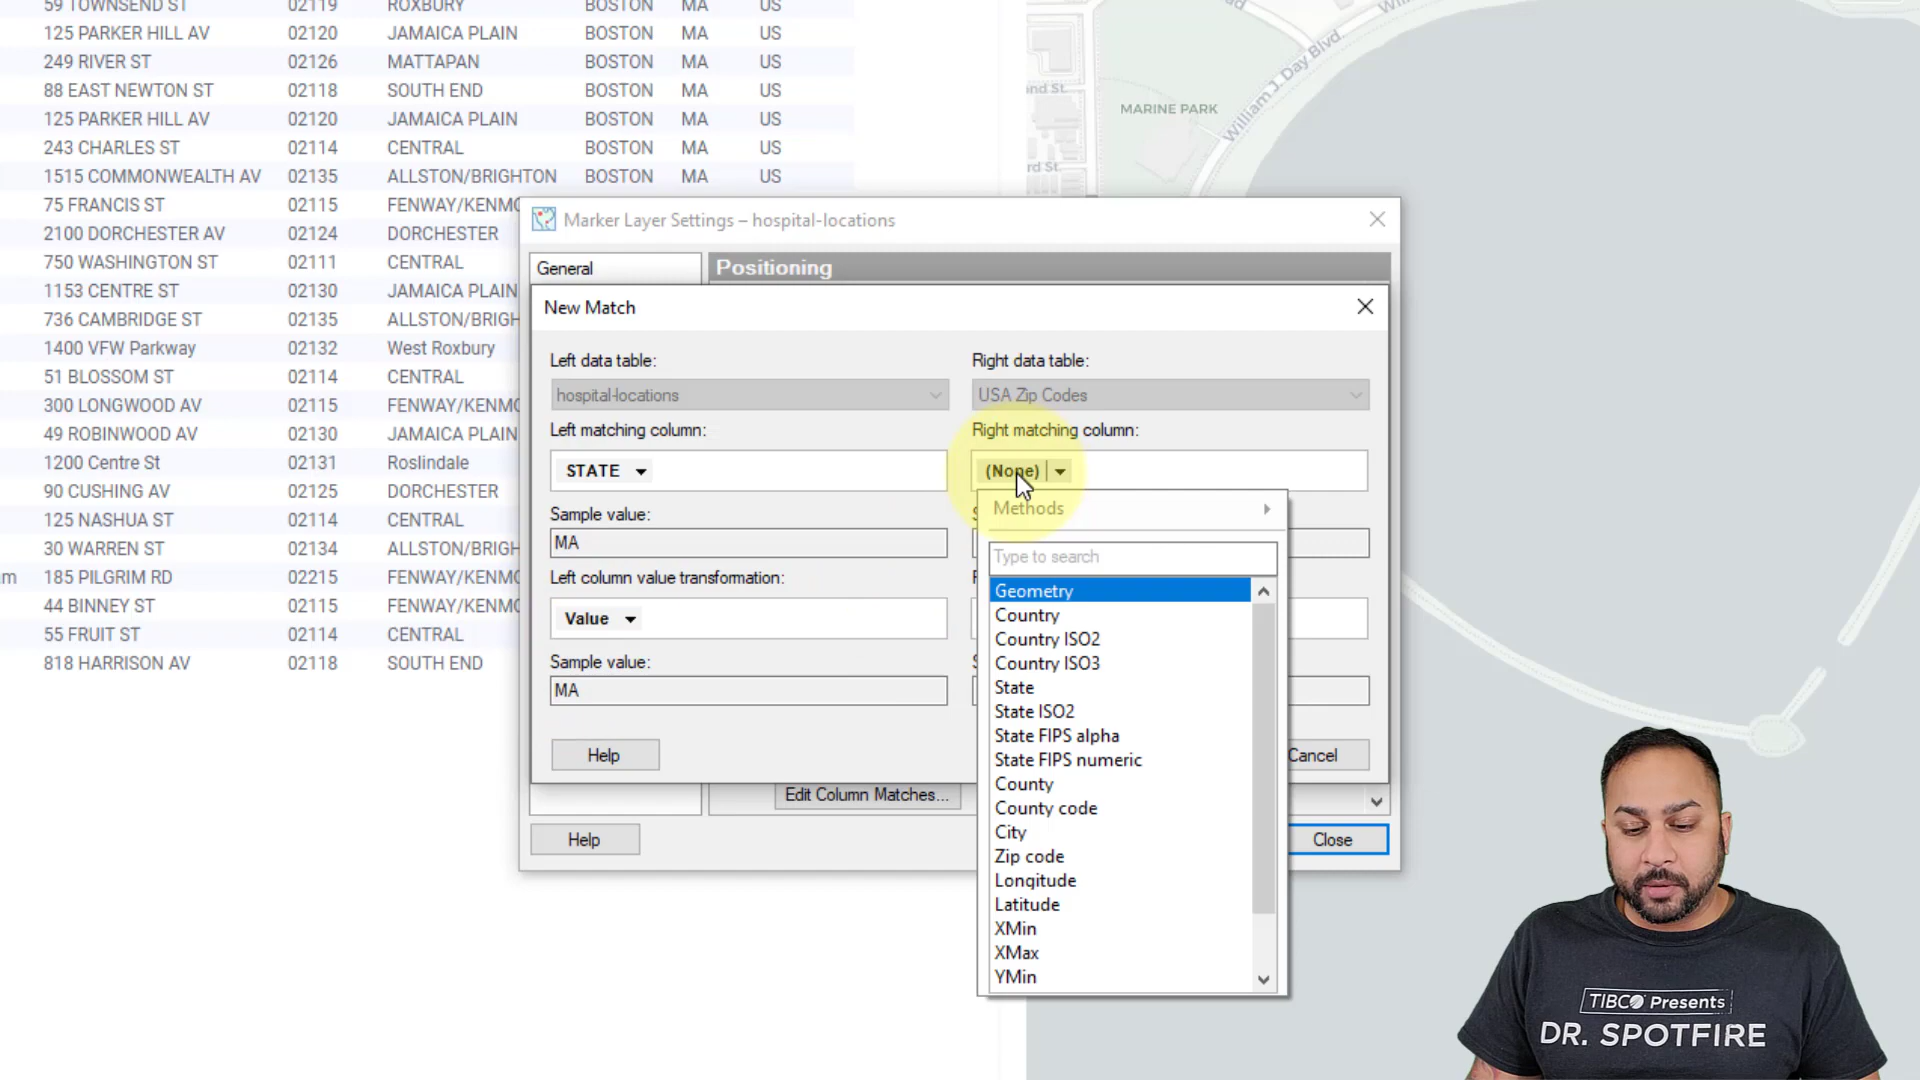 59 TOWNSEND ST 02119 ROXBURY BOSTON MA US
125 PARKER HILL AV 02120 JAMAICA PLAIN BOSTON MA US
249 RIVER ST 02126 MATTAPAN BOSTON MA US
88 EAST NEWTON ST 02118 SOUTH END BOSTON MA US
125 PARKER HILL AV 02120 JAMAICA PLAIN BOSTON MA US
243 CHARLES ST 02114 CENTRAL BOSTON MA US
1515 COMMONWEALTH AV 02135 ALLSTON/BRIGHTON BOSTON MA US
75 FRANCIS ST 02115 FENWAY/KENMO
2100 DORCHESTER AV 02124 DORCHESTER
750 WASHINGTON ST 02111 CENTRAL
1153 CENTRE ST 02130 JAMAICA PLAIN
736 CAMBRIDGE ST 02135 ALLSTON/BRIGH
1400 VFW Parkway 02132 West Roxbury
51 BLOSSOM ST 02114 CENTRAL
300 LONGWOOD AV 02115 FENWAY/KENMO
49 ROBINWOOD AV 02130 JAMAICA PLAIN
1200 Centre St 02131 Roslindale
90 CUSHING AV 02125 DORCHESTER
125 NASHUA ST 02114 CENTRAL
30 WARREN ST 02134 ALLSTON/BRIGH
m 185 PILGRIM RD 02215 FENWAY/KENMO
44 BINNEY ST 02115 FENWAY/KENMO
55 FRUIT ST 02114 CENTRAL
818 HARRISON AV 02118 SOUTH END
William J. Day Blvd.
MARINE PARK
Marker Layer Settings – hospital-locations
General
Positioning
New Match
Left data table:
hospital-locations
Left matching column:
STATE
Sample value:
MA
Left column value transformation:
Value
Sample value:
MA
Help
Right data table:
USA Zip Codes
Right matching column:
(None)
Methods
Type to search
Geometry
Country
Country ISO2
Country ISO3
State
State ISO2
State FIPS alpha
State FIPS numeric
County
County code
City
Zip code
Longitude
Latitude
XMin
XMax
YMin
Cancel
Edit Column Matches...
Help
Close
TIBCO Presents
DR. SPOTFIRE